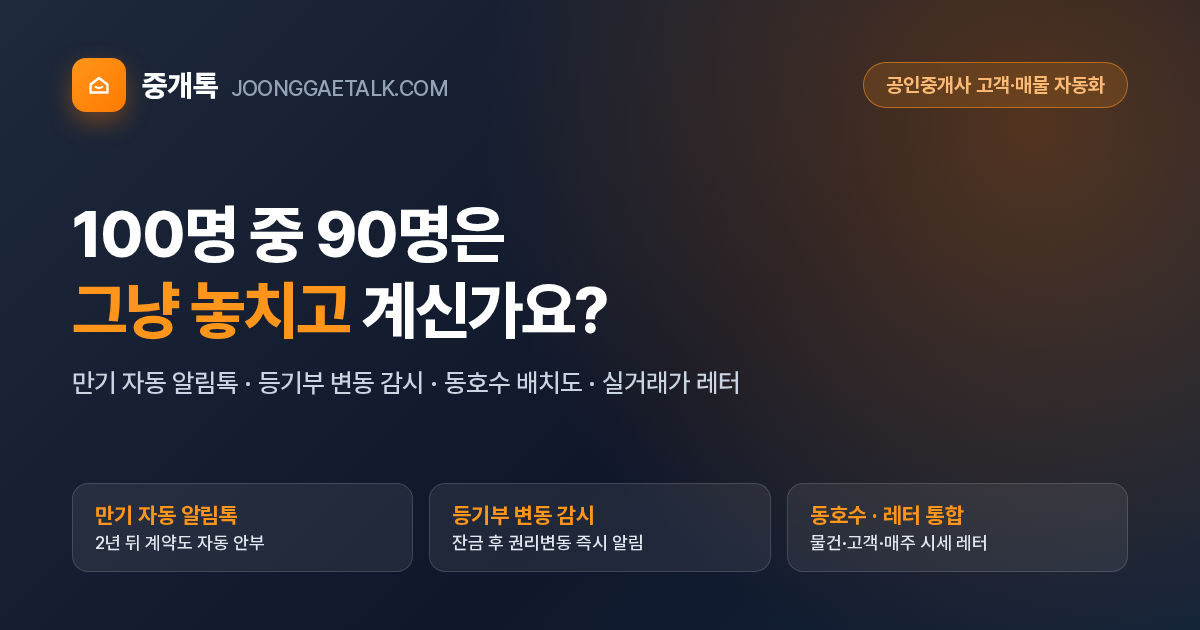 중개톡 JOONGGAETALK.COM
공인중개사 고객·매물 자동화
100명 중 90명은
그냥 놓치고 계신가요?
만기 자동 알림톡 · 등기부 변동 감시 · 동호수 배치도 · 실거래가 레터
만기 자동 알림톡
2년 뒤 계약도 자동 안부
등기부 변동 감시
잔금 후 권리변동 즉시 알림
동호수 · 레터 통합
물건·고객·매주 시세 레터